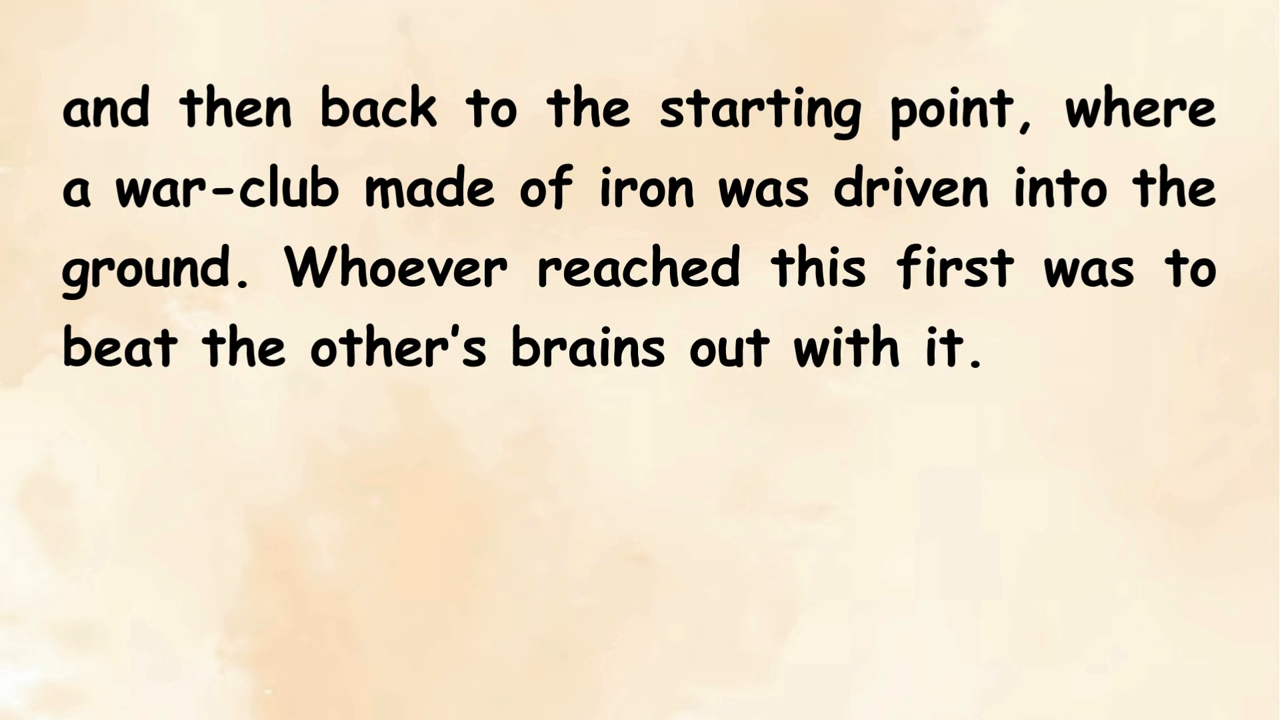 and then back to the starting point, where
a war-club made of iron was driven into the
ground. Whoever reached this first was to
beat the other's brains out with it.